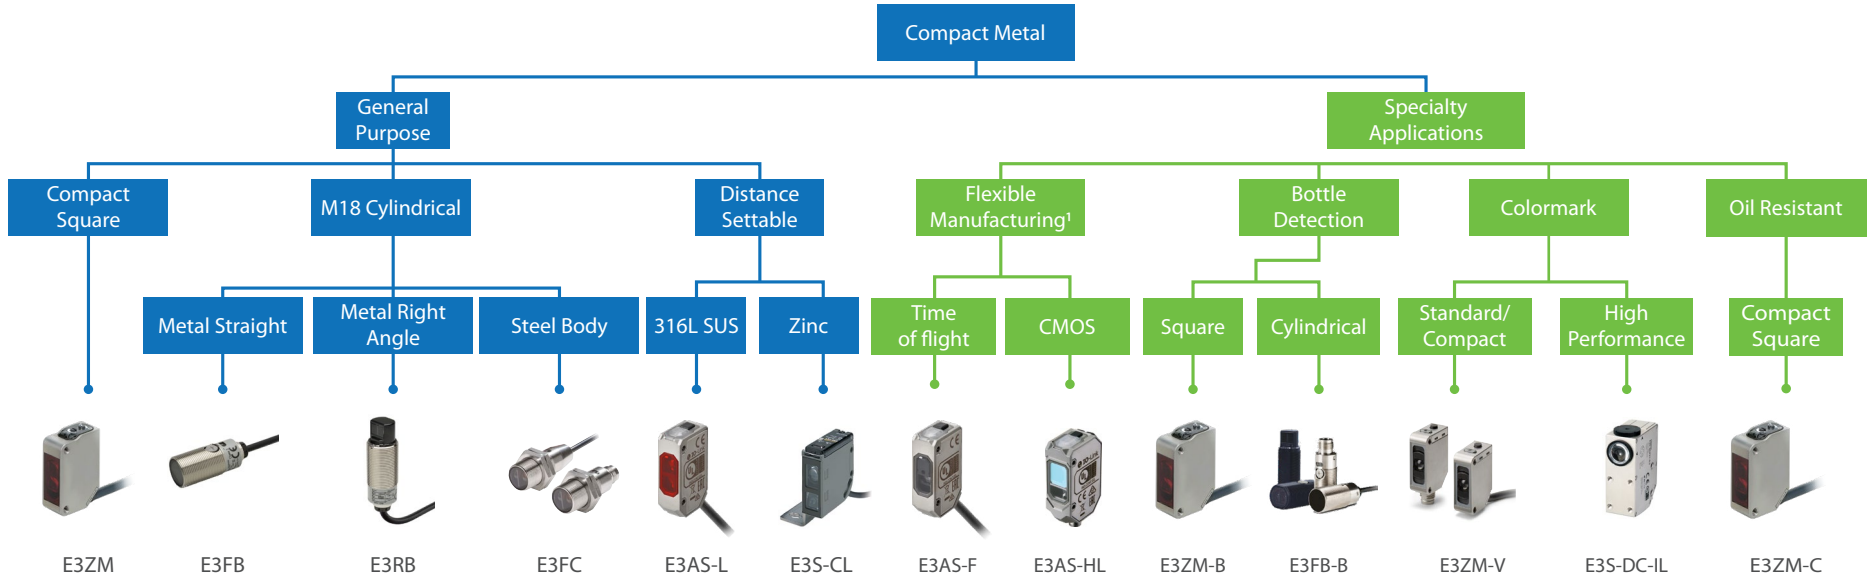 Compact Metal
General
Purpose
Specialty
Applications
Compact
Square
M18 Cylindrical
Distance
Settable
Flexible
Manufacturing¹
Bottle
Detection
Colormark
Oil Resistant
Metal Straight
Metal Right
Angle
Steel Body
316L SUS
Zinc
Time
of flight
CMOS
Square
Cylindrical
Standard/
Compact
High
Performance
Compact
Square
E3ZM
E3FB
E3RB
E3FC
E3AS-L
E3S-CL
E3AS-F
E3AS-HL
E3ZM-B
E3FB-B
E3ZM-V
E3S-DC-IL
E3ZM-C